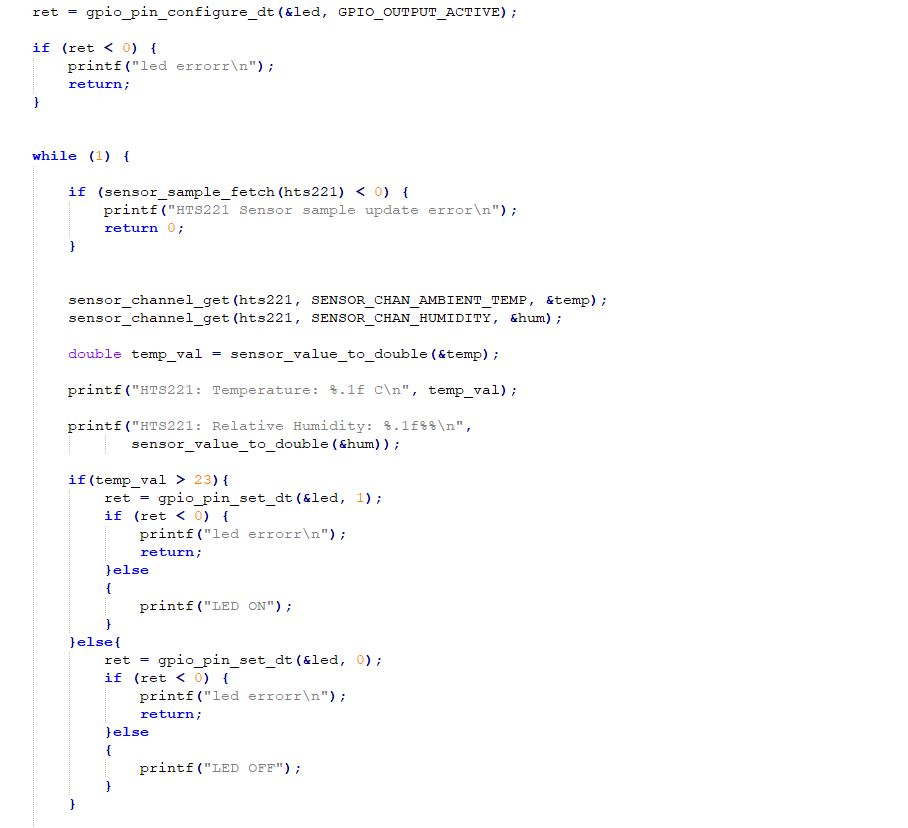 ret = gpio_pin_configure_dt(&led, GPIO_OUTPUT_ACTIVE);
if (ret < 0) {
printf("led errorr\n");
return;
}
while (1) {
if (sensor_sample_fetch(hts221) < 0) {
printf("HTS221 Sensor sample update error\n");
return 0;
}
sensor_channel_get(hts221, SENSOR_CHAN_AMBIENT_TEMP, &temp);
sensor_channel_get(hts221, SENSOR_CHAN_HUMIDITY, &hum);
double temp_val = sensor_value_to_double(&temp);
printf("HTS221: Temperature: %.1f C\n", temp_val);
printf("HTS221: Relative Humidity: %.1f%%\n",
sensor_value_to_double(&hum));
if(temp_val > 23){
ret = gpio_pin_set_dt(&led, 1);
if (ret < 0) {
printf("led errorr\n");
return;
}else
{
printf("LED ON");
}
}else{
ret = gpio_pin_set_dt(&led, 0);
if (ret < 0) {
printf("led errorr\n");
return;
}else
{
printf("LED OFF");
}
}